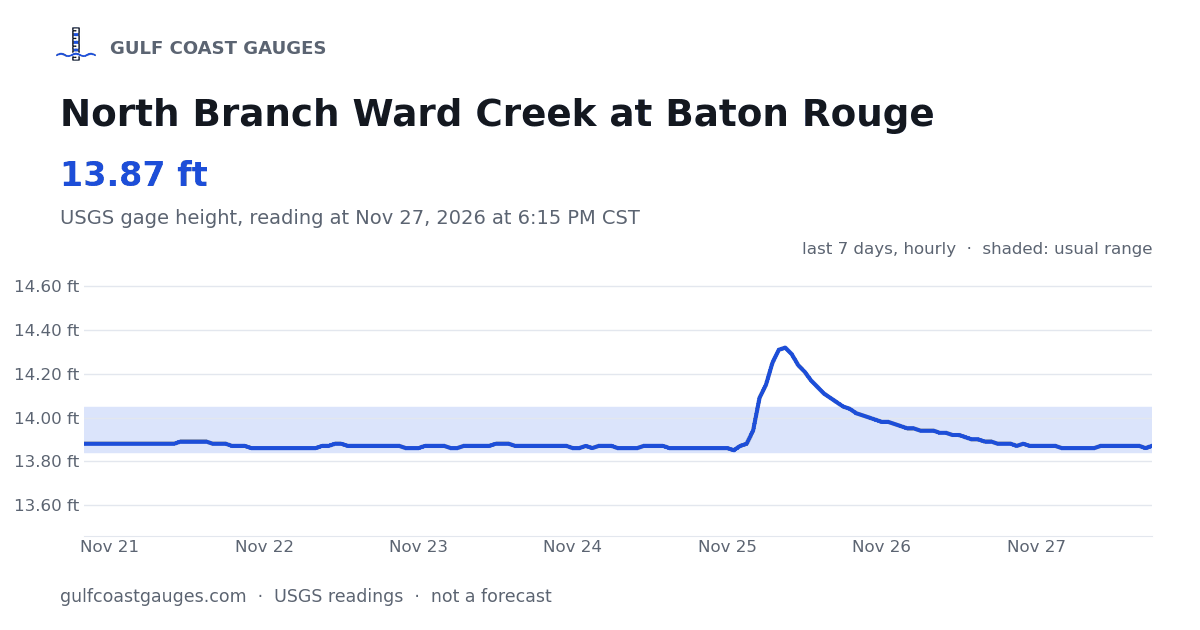 GULF COAST GAUGES
North Branch Ward Creek at Baton Rouge
13.87 ft
USGS gage height, reading at Nov 27, 2026 at 6:15 PM CST
last 7 days, hourly · shaded: usual range
14.60 ft
14.40 ft
14.20 ft
14.00 ft
13.80 ft
13.60 ft
Nov 21 Nov 22 Nov 23 Nov 24 Nov 25 Nov 26 Nov 27
gulfcoastgauges.com · USGS readings · not a forecast